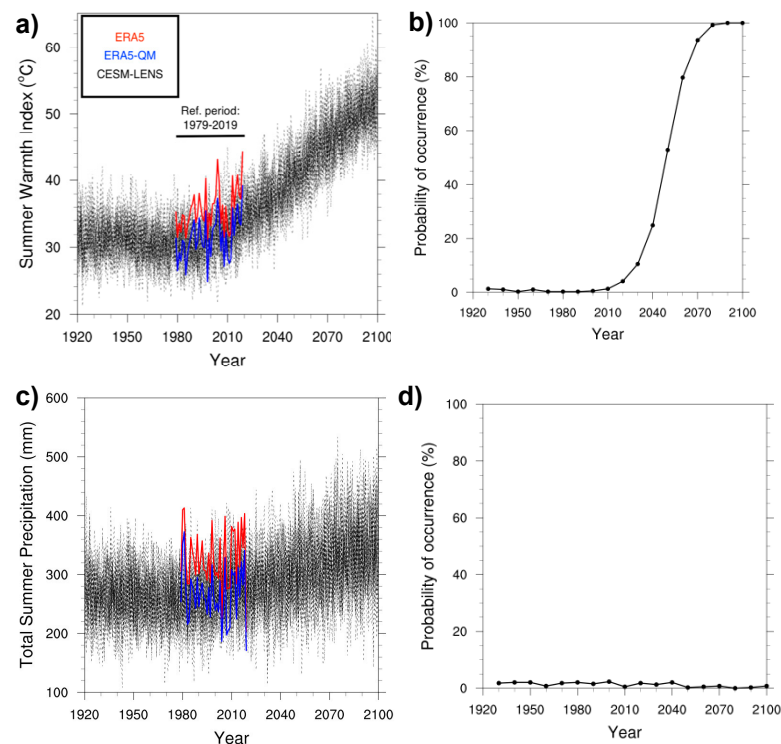 a)
Summer Warmth Index (°C)
60
50
40
30
20
ERA5
ERA5-QM
CESM-LENS
Ref. period:
1979-2019
1920 1950 1980 2010 2040 2070 2100
Year
b)
Probability of occurrence (%)
100
80
60
40
20
0
1920 1950 1980 2010 2040 2070 2100
Year
c)
Total Summer Precipitation (mm)
600
500
400
300
200
100
1920 1950 1980 2010 2040 2070 2100
Year
d)
Probability of occurrence (%)
100
80
60
40
20
0
1920 1950 1980 2010 2040 2070 2100
Year